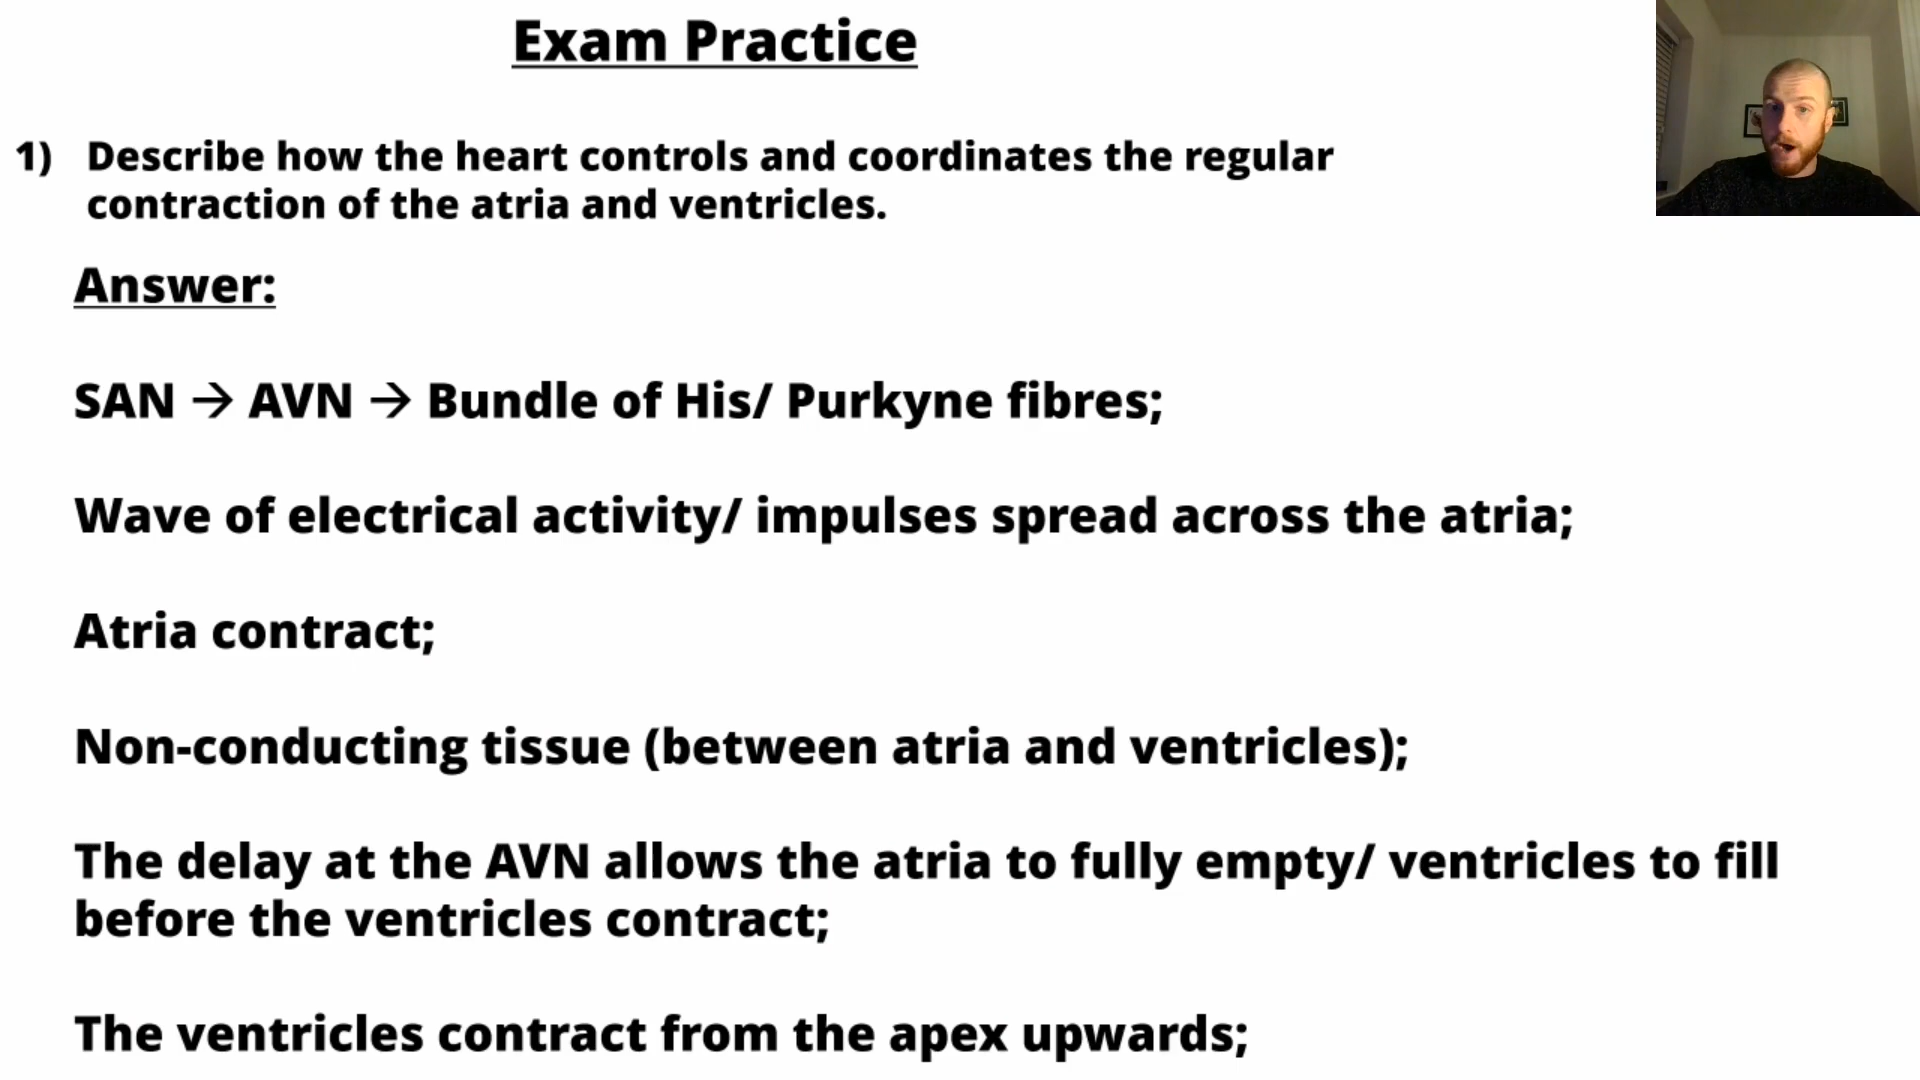 Exam Practice
1) Describe how the heart controls and coordinates the regular
contraction of the atria and ventricles.
Answer:
SAN → AVN → Bundle of His/ Purkyne fibres;
Wave of electrical activity/ impulses spread across the atria;
Atria contract;
Non-conducting tissue (between atria and ventricles);
The delay at the AVN allows the atria to fully empty/ ventricles to fill
before the ventricles contract;
The ventricles contract from the apex upwards;